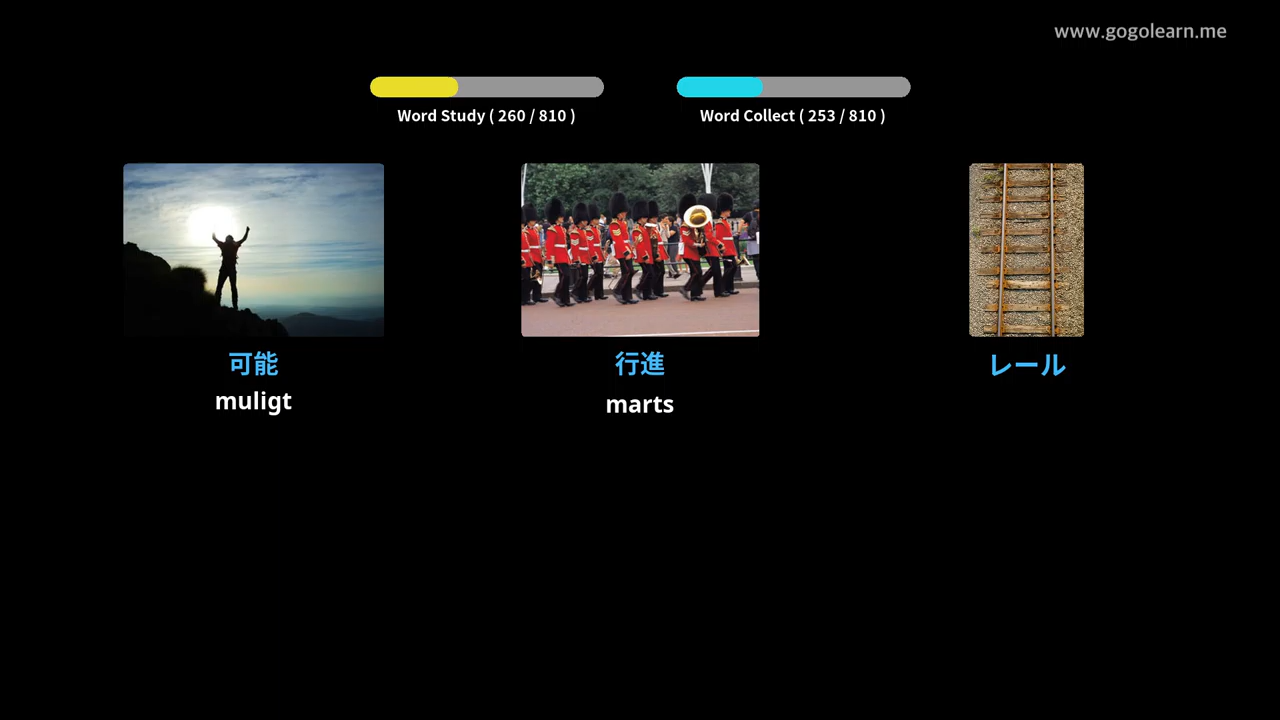 www.gogolearn.me
Word Study ( 260 / 810 )
Word Collect ( 253 / 810 )
可能
muligt
行進
marts
レール